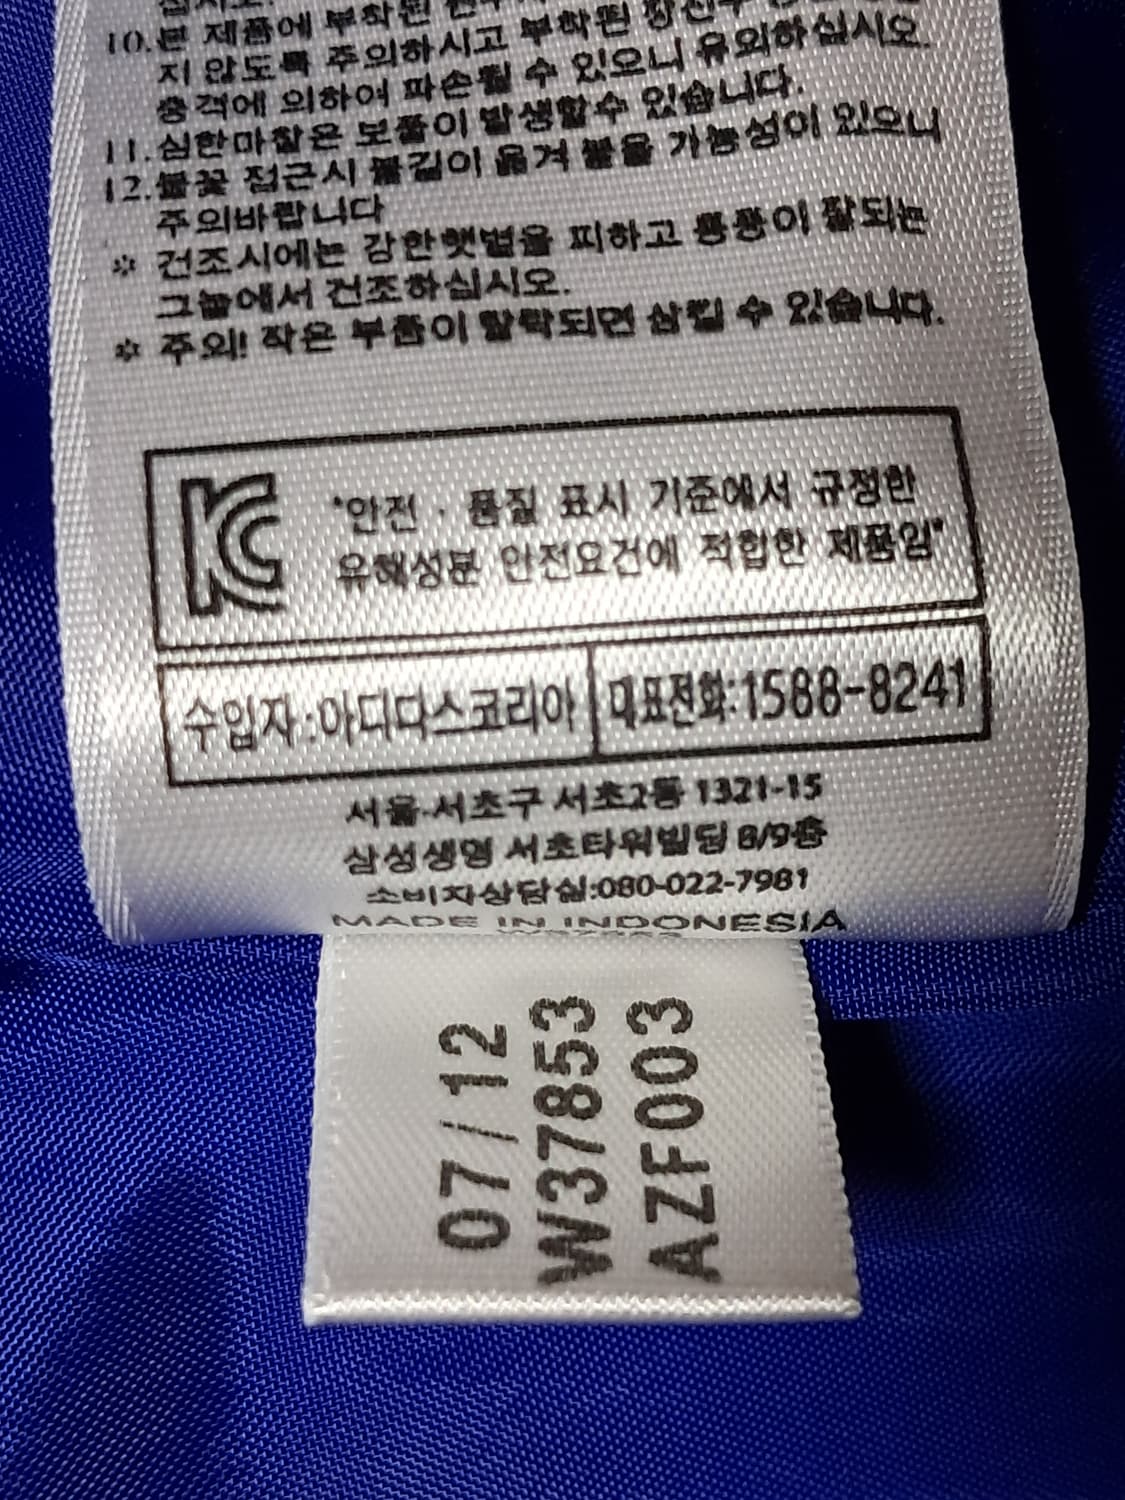 십시오.
10.본 제품에 부착된
지 않도록 주의하시고 부착된 장신구
충격에 의하여 파손될 수 있으니 유의하십시오.
11.심한마찰은 보풀이 발생할수 있습니다.
12.불꽃 접근시 불길이 옮겨 붙을 가능성이 있으니
주의바랍니다
* 건조시에는 강한햇볕을 피하고 통풍이 잘되는
그늘에서 건조하십시오.
* 주의! 작은 부품이 탈락되면 삼킬 수 있습니다.
KC
"안전 · 품질 표시 기준에서 규정한
유해성분 안전요건에 적합한 제품임"
수입자:아디다스코리아 대표전화:1588-8241
서울·서초구 서초2동 1321-15
삼성생명 서초타워빌딩 8/9층
소비자상담실:080-022-7981
MADE IN INDONESIA
07/12
W37853
AZF003